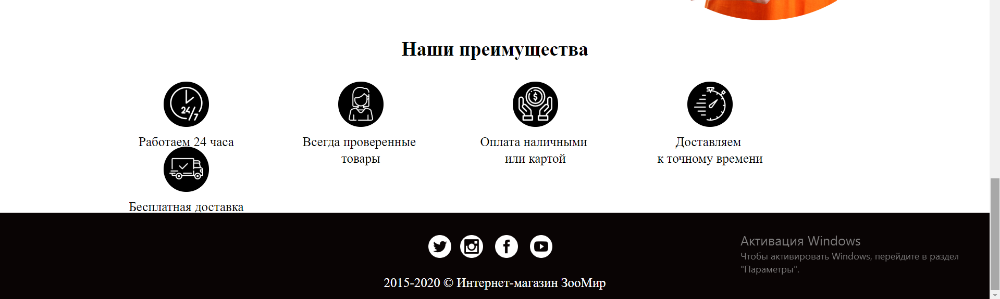 Наши преимущества
24/7
$
Работаем 24 часа
Всегда проверенные
товары
Оплата наличными
или картой
Доставляем
к точному времени
Бесплатная доставка
Активация Windows
Чтобы активировать Windows, перейдите в раздел
"Параметры".
2015-2020 © Интернет-магазин ЗооМир